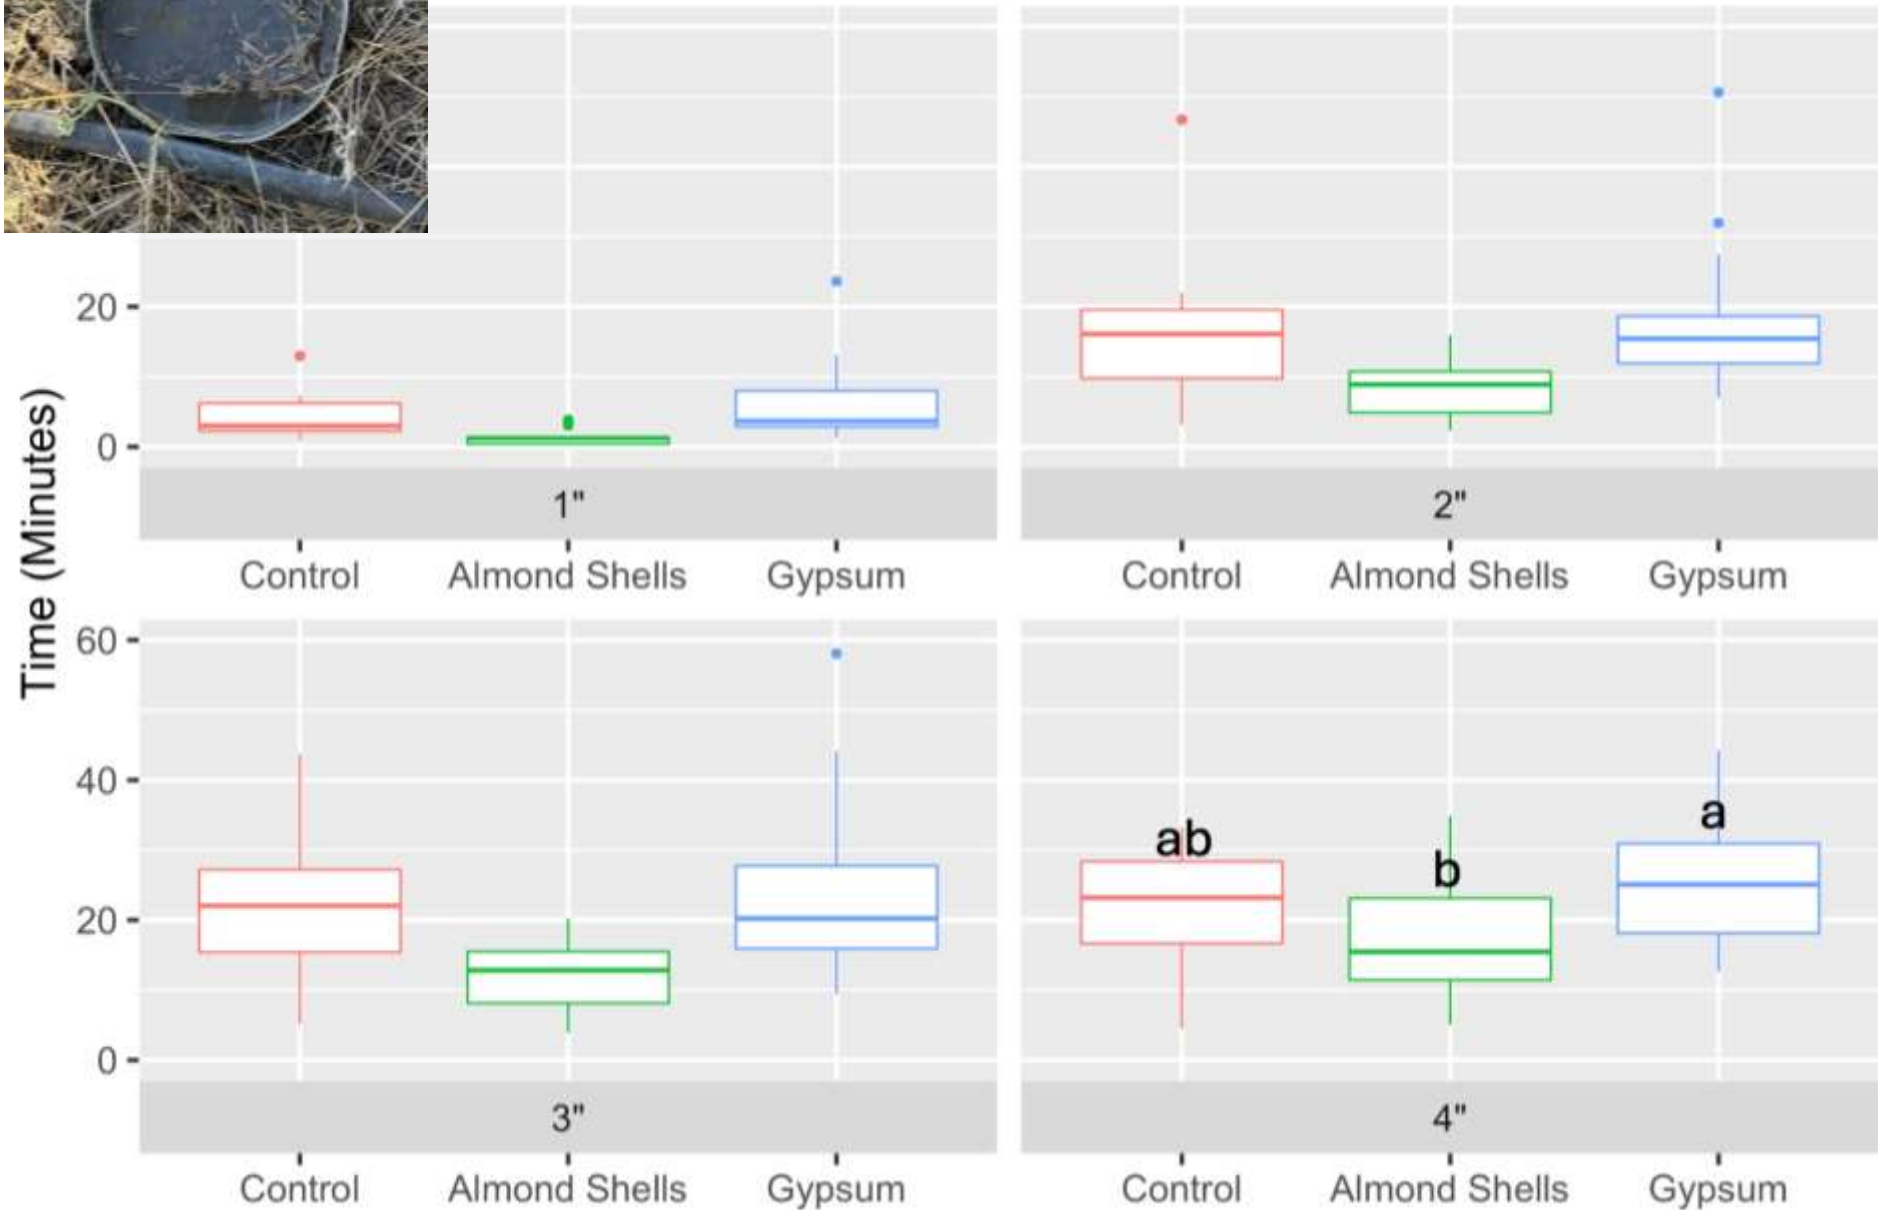 Time (Minutes)
20
0
1"
2"
Control Almond Shells Gypsum
Control Almond Shells Gypsum
60
40
20
0
ab
b
a
3"
4"
Control Almond Shells Gypsum
Control Almond Shells Gypsum